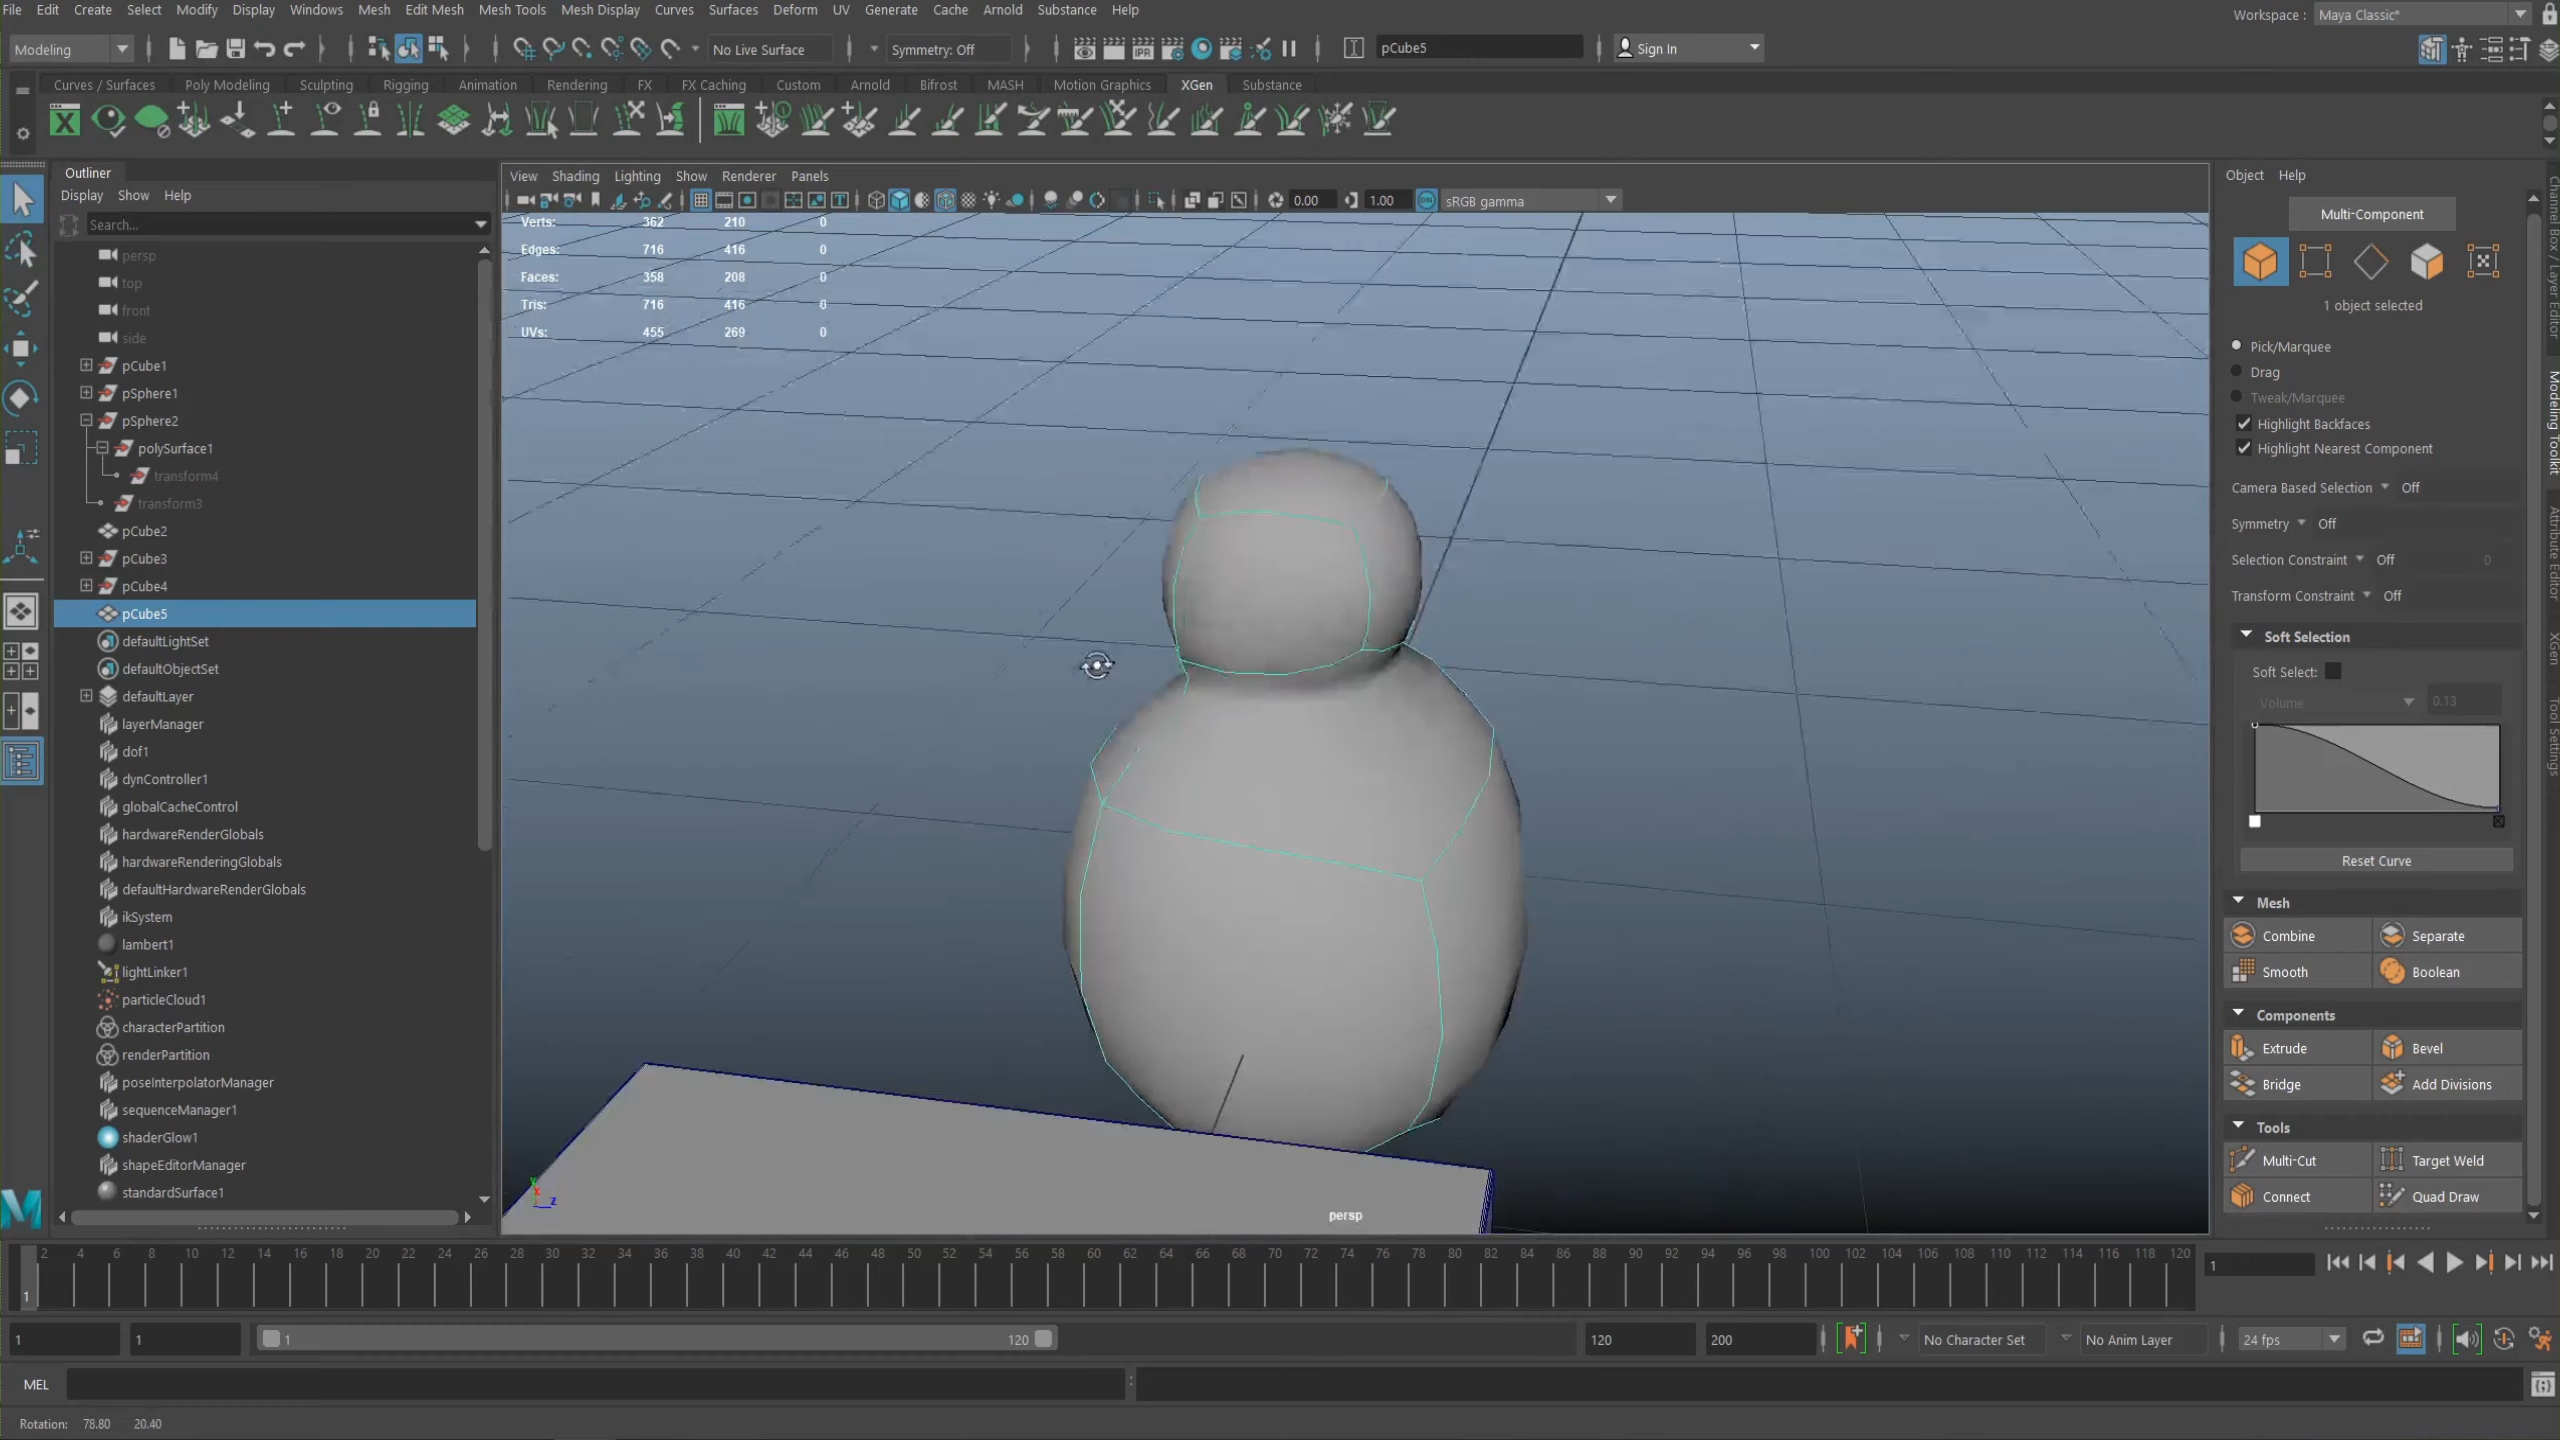 File Edit Create Select Modify Display Windows Mesh Edit Mesh Mesh Tools Mesh Display Curves Surfaces Deform UV Generate Cache Arnold Substance Help
Workspace : Maya Classic*
Modeling No Live Surface Symmetry: Off IPR pCube5 Sign In
Curves / Surfaces Poly Modeling Sculpting Rigging Animation Rendering FX FX Caching Custom Arnold Bifrost MASH Motion Graphics XGen Substance
Outliner
Display Show Help
Search...
persp
top
front
side
pCube1
pSphere1
pSphere2
polySurface1
transform4
transform3
pCube2
pCube3
pCube4
pCube5
defaultLightSet
defaultObjectSet
defaultLayer
layerManager
dof1
dynController1
globalCacheControl
hardwareRenderGlobals
hardwareRenderingGlobals
defaultHardwareRenderGlobals
ikSystem
lambert1
lightLinker1
particleCloud1
characterPartition
renderPartition
poseInterpolatorManager
sequenceManager1
shaderGlow1
shapeEditorManager
standardSurface1
View Shading Lighting Show Renderer Panels
0.00 1.00 ON sRGB gamma
Verts: 362 210 0
Edges: 716 416 0
Faces: 358 208 0
Tris: 716 416 0
UVs: 455 269 0
y x z
persp
Object Help
Multi-Component
1 object selected
Pick/Marquee
Drag
Tweak/Marquee
Highlight Backfaces
Highlight Nearest Component
Camera Based Selection Off
Symmetry Off
Selection Constraint Off 0
Transform Constraint Off
Soft Selection
Soft Select:
Volume 0.13
Reset Curve
Mesh
Combine Separate
Smooth Boolean
Components
Extrude Bevel
Bridge Add Divisions
Tools
Multi-Cut Target Weld
Connect Quad Draw
Channel Box / Layer Editor
Modeling Toolkit
Attribute Editor
XGen
Tool Settings
2 4 6 8 10 12 14 16 18 20 22 24 26 28 30 32 34 36 38 40 42 44 46 48 50 52 54 56 58 60 62 64 66 68 70 72 74 76 78 80 82 84 86 88 90 92 94 96 98 100 102 104 106 108 110 112 114 116 118 120
1
1
1 1 1 120 120 200 No Character Set No Anim Layer 24 fps
MEL
Rotation: 78.80 20.40